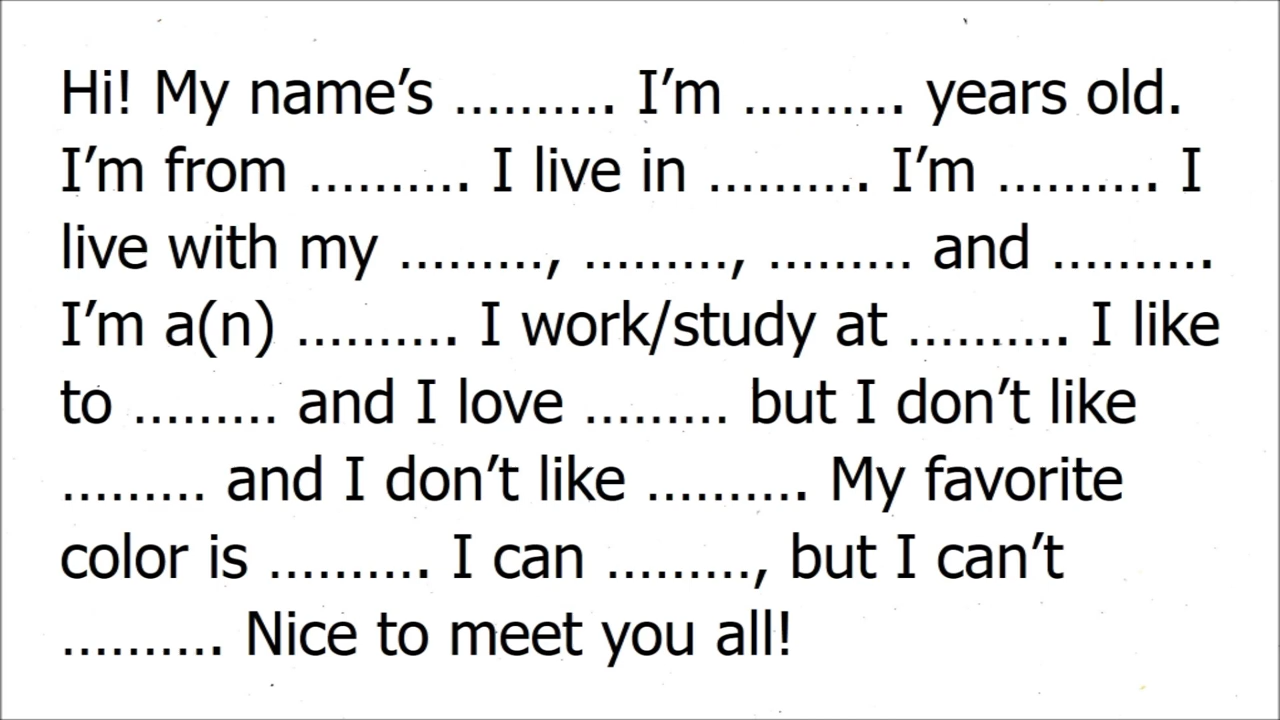 Hi! My name’s .......... I’m .......... years old.
I’m from .......... I live in .......... I’m .......... I
live with my ........., ........., ......... and ..........
I’m a(n) .......... I work/study at .......... I like
to ......... and I love ......... but I don’t like
......... and I don’t like .......... My favorite
color is .......... I can ........., but I can’t
.......... Nice to meet you all!